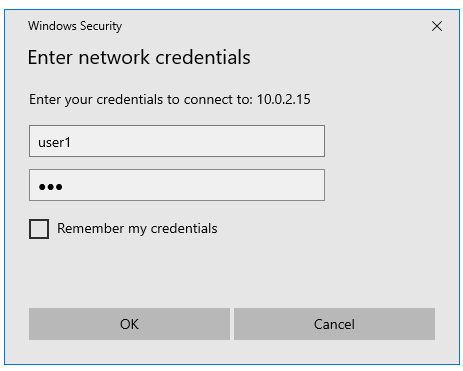 Windows Security
Enter network credentials
Enter your credentials to connect to: 10.0.2.15
user1
●●●
Remember my credentials
OK
Cancel